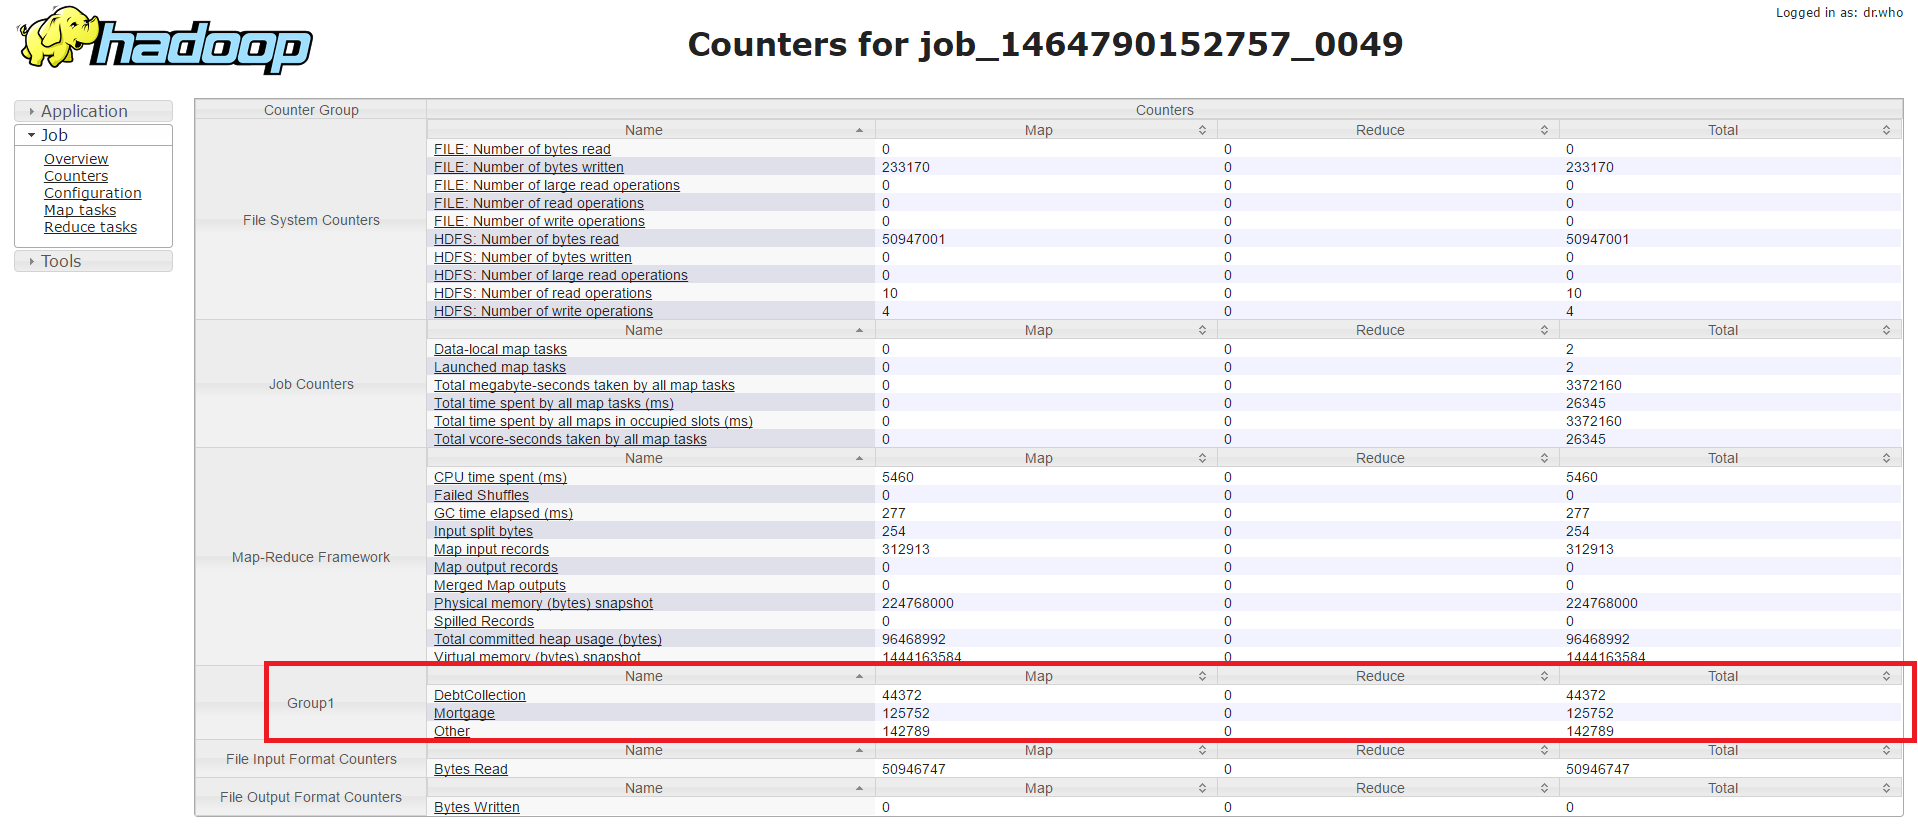 hadoop
Logged in as: dr.who
Counters for job_1464790152757_0049
Application
Job
Overview
Counters
Configuration
Map tasks
Reduce tasks
Tools
Counter Group Counters
File System Counters
Name Map Reduce Total
FILE: Number of bytes read 0 0 0
FILE: Number of bytes written 233170 0 233170
FILE: Number of large read operations 0 0 0
FILE: Number of read operations 0 0 0
FILE: Number of write operations 0 0 0
HDFS: Number of bytes read 50947001 0 50947001
HDFS: Number of bytes written 0 0 0
HDFS: Number of large read operations 0 0 0
HDFS: Number of read operations 10 0 10
HDFS: Number of write operations 4 0 4
Job Counters
Name Map Reduce Total
Data-local map tasks 0 0 2
Launched map tasks 0 0 2
Total megabyte-seconds taken by all map tasks 0 0 3372160
Total time spent by all map tasks (ms) 0 0 26345
Total time spent by all maps in occupied slots (ms) 0 0 3372160
Total vcore-seconds taken by all map tasks 0 0 26345
Map-Reduce Framework
Name Map Reduce Total
CPU time spent (ms) 5460 0 5460
Failed Shuffles 0 0 0
GC time elapsed (ms) 277 0 277
Input split bytes 254 0 254
Map input records 312913 0 312913
Map output records 0 0 0
Merged Map outputs 0 0 0
Physical memory (bytes) snapshot 224768000 0 224768000
Spilled Records 0 0 0
Total committed heap usage (bytes) 96468992 0 96468992
Virtual memory (bytes) snapshot 1444163584 0 1444163584
Group1
Name Map Reduce Total
DebtCollection 44372 0 44372
Mortgage 125752 0 125752
Other 142789 0 142789
File Input Format Counters
Name Map Reduce Total
Bytes Read 50946747 0 50946747
File Output Format Counters
Name Map Reduce Total
Bytes Written 0 0 0